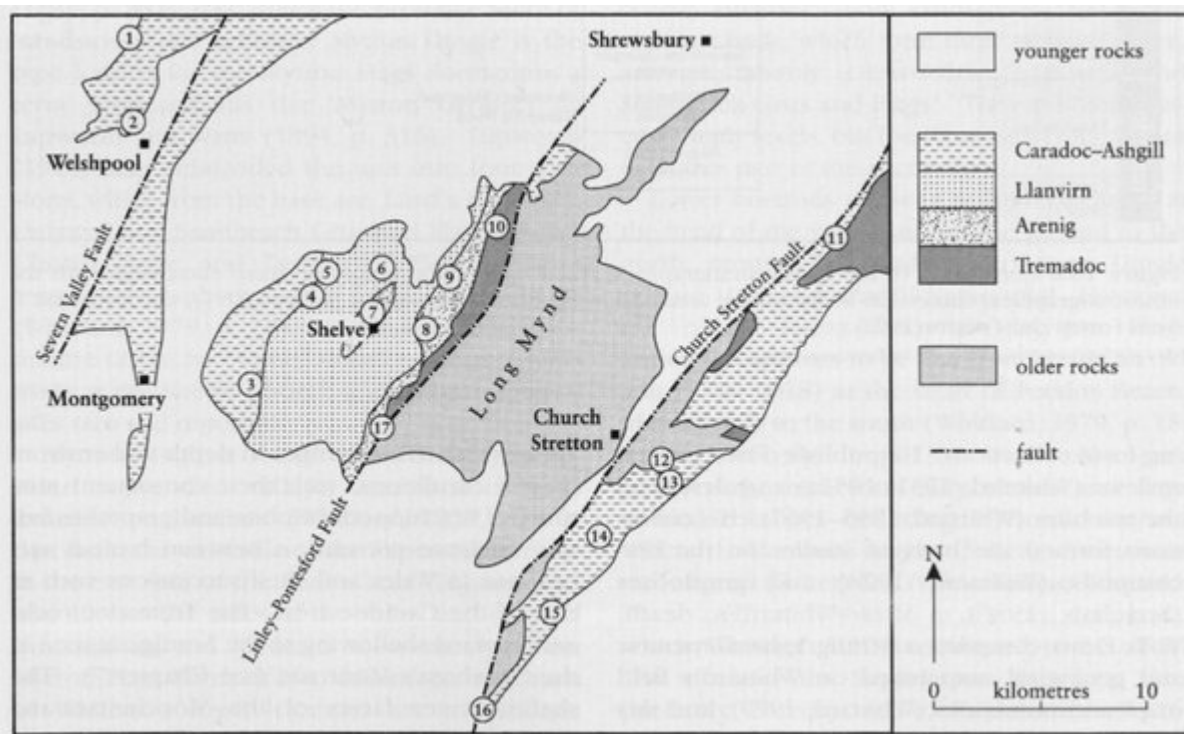 1
Shrewsbury
younger rocks
2
Welshpool
Caradoc–Ashgill
Llanvirn
Severn Valley Fault
10
11
Arenig
5
6
9
4
Tremadoc
7
Shelve
8
Long Mynd
Church Stretton Fault
older rocks
3
Montgomery
17
Church
Stretton
fault
12
13
Linley–Pontesford Fault
14
N
15
0
10
kilometres
16